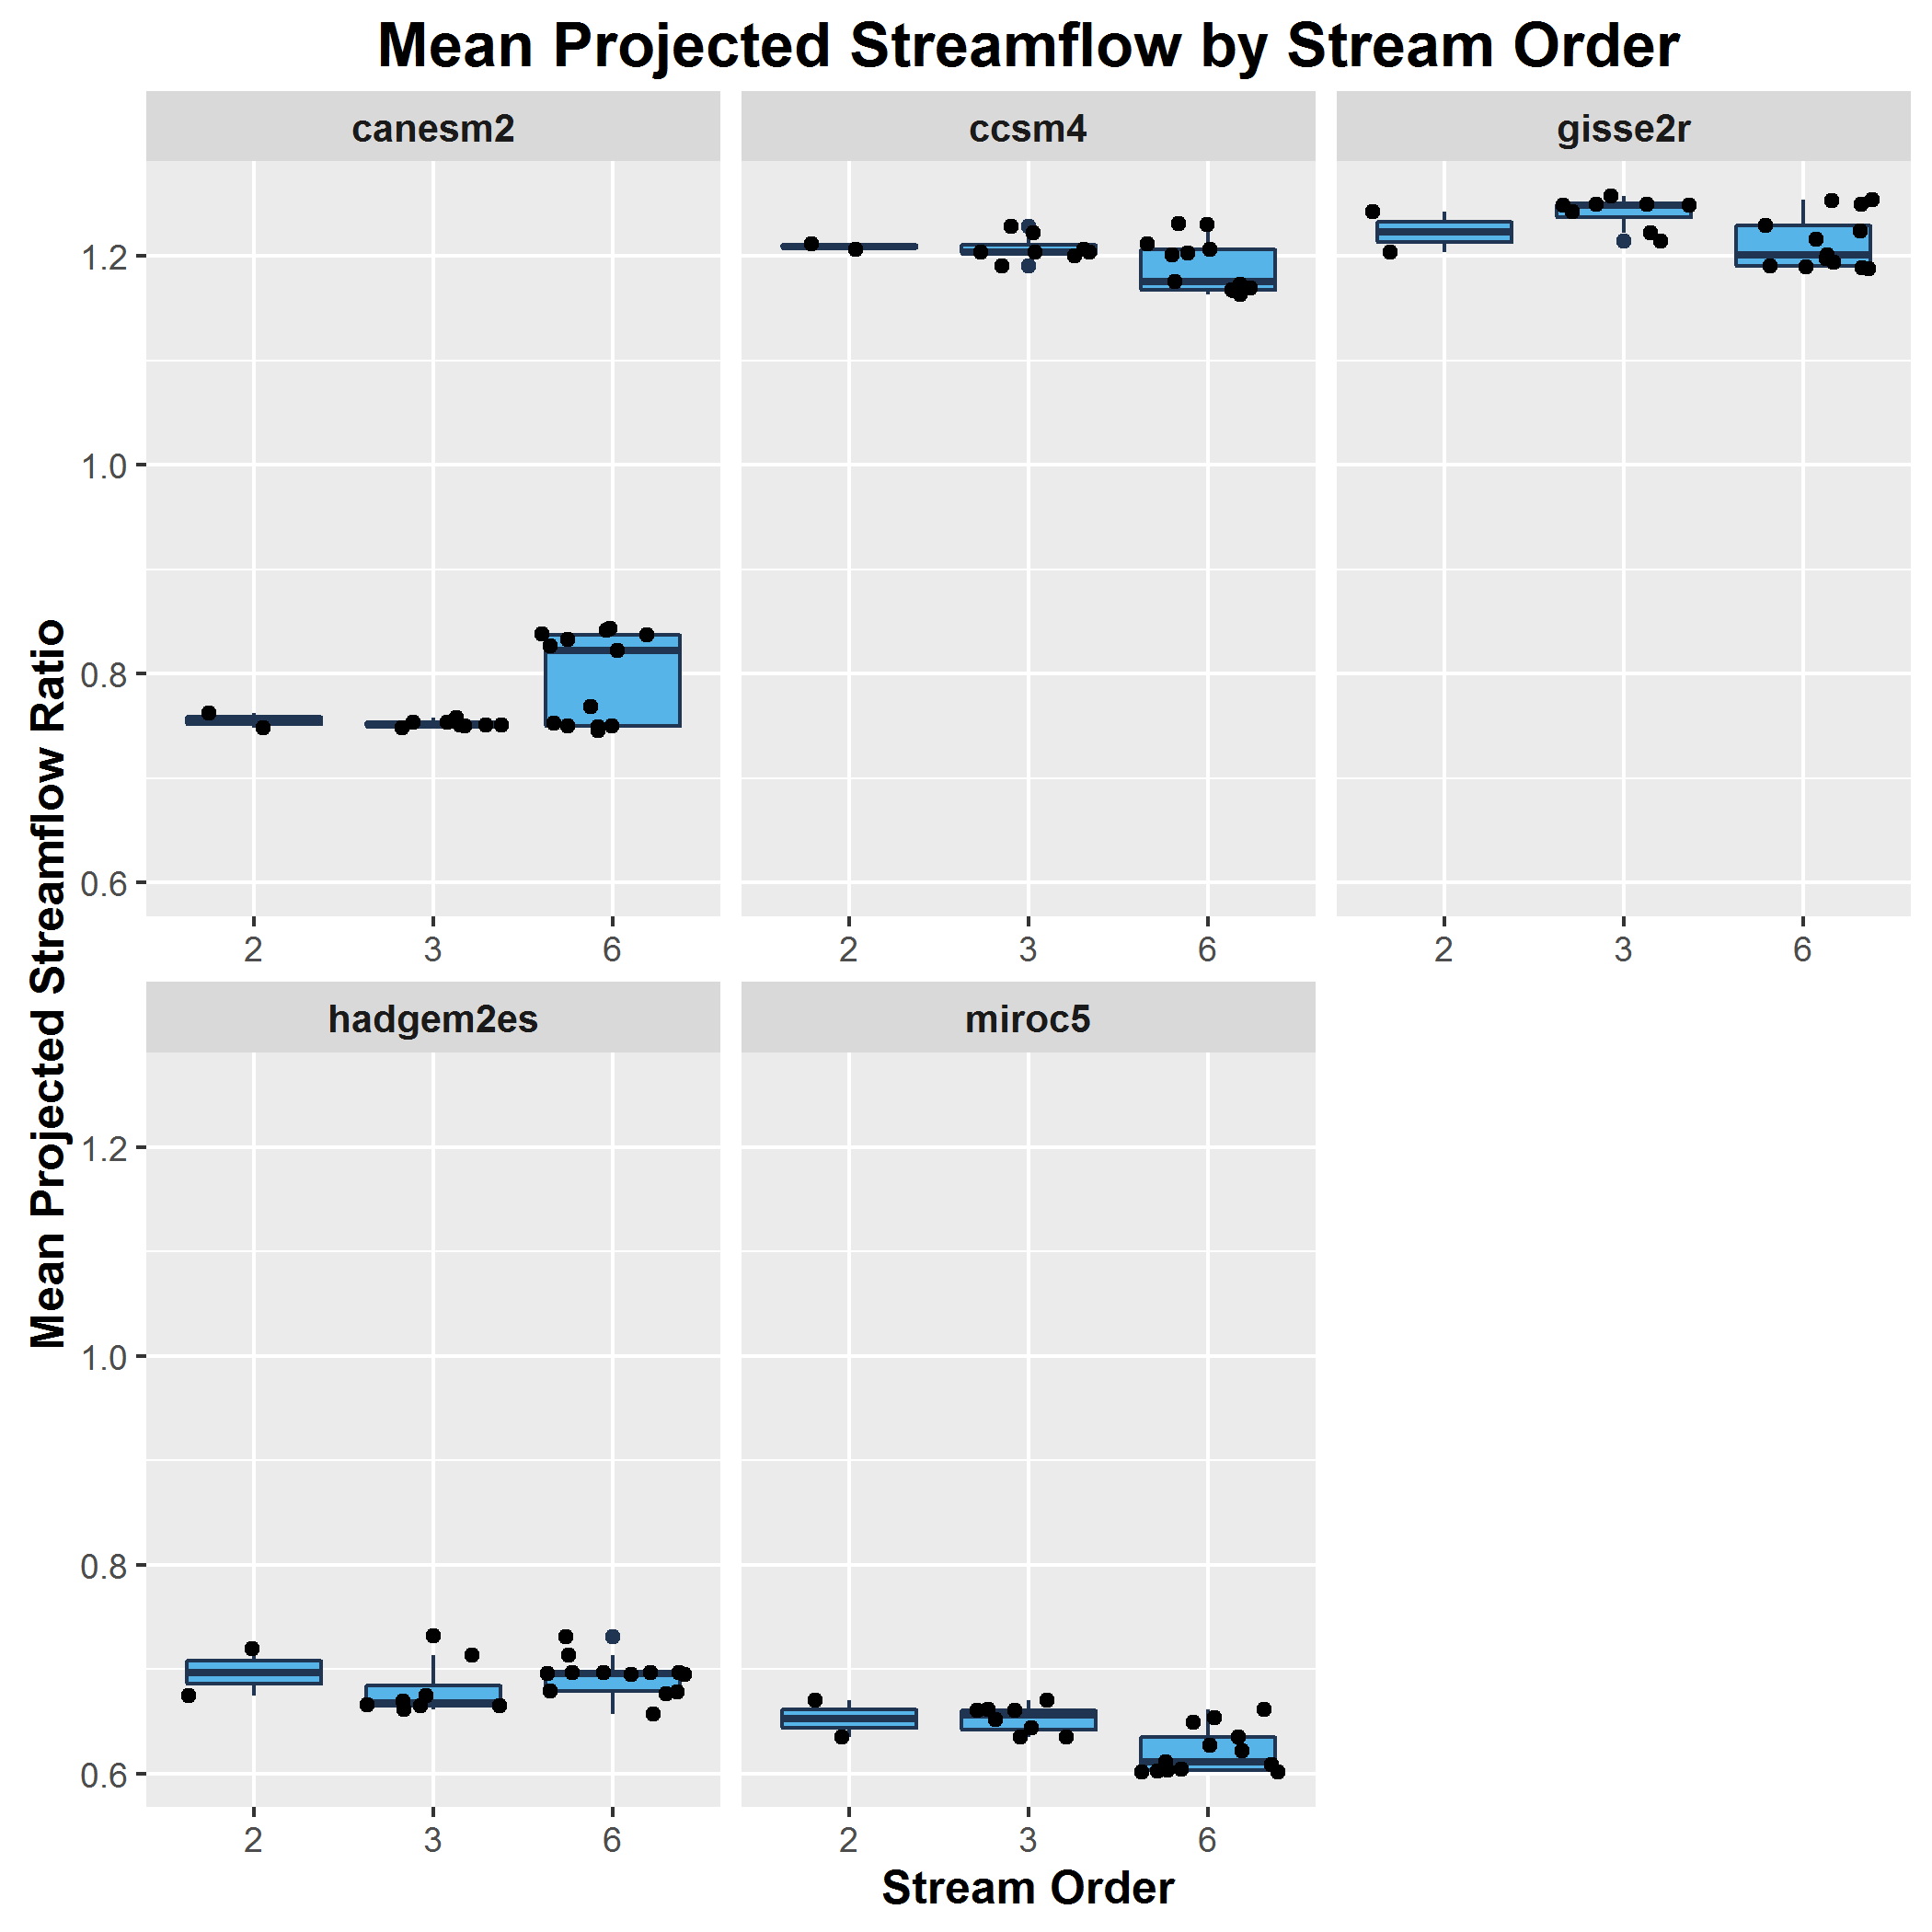 Mean Projected Streamflow by Stream Order
canesm2
ccsm4
gisse2r
Mean Projected Streamflow Ratio
1.2
1.0
0.8
0.6
2 3 6
2 3 6
2 3 6
hadgem2es
miroc5
1.2
1.0
0.8
0.6
2 3 6
2 3 6
Stream Order